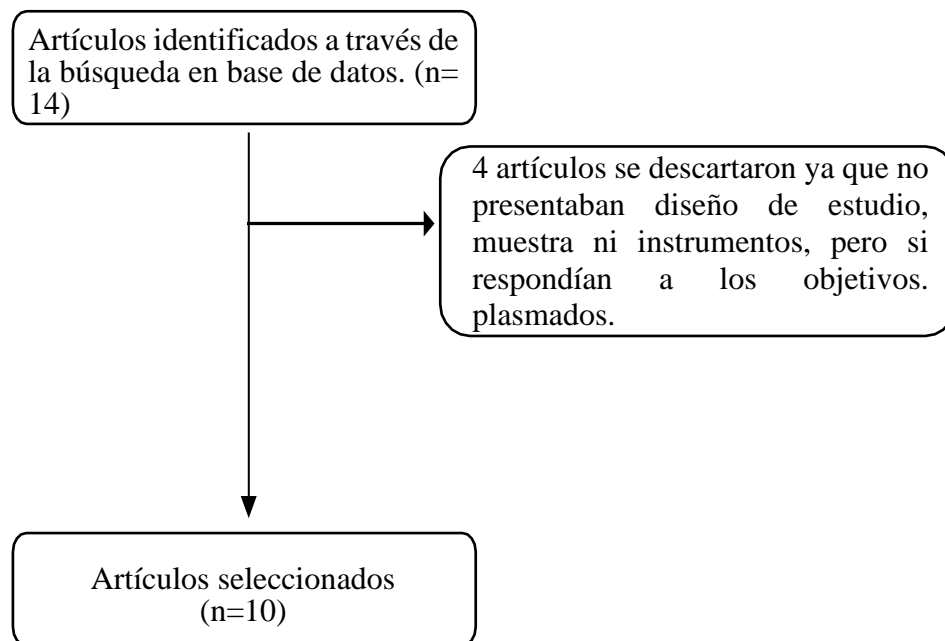 Artículos identificados a través de
la búsqueda en base de datos. (n=
14)
4 artículos se descartaron ya que no
presentaban diseño de estudio,
muestra ni instrumentos, pero si
respondían a los objetivos.
plasmados.
Artículos seleccionados
(n=10)